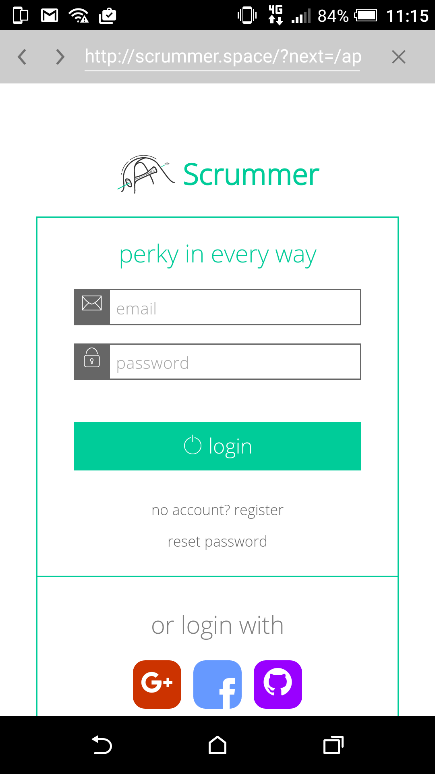 4G
84%
11:15
http://scrummer.space/?next=/ap
Scrummer
perky in every way
email
password
login
no account? register
reset password
or login with
G+
f